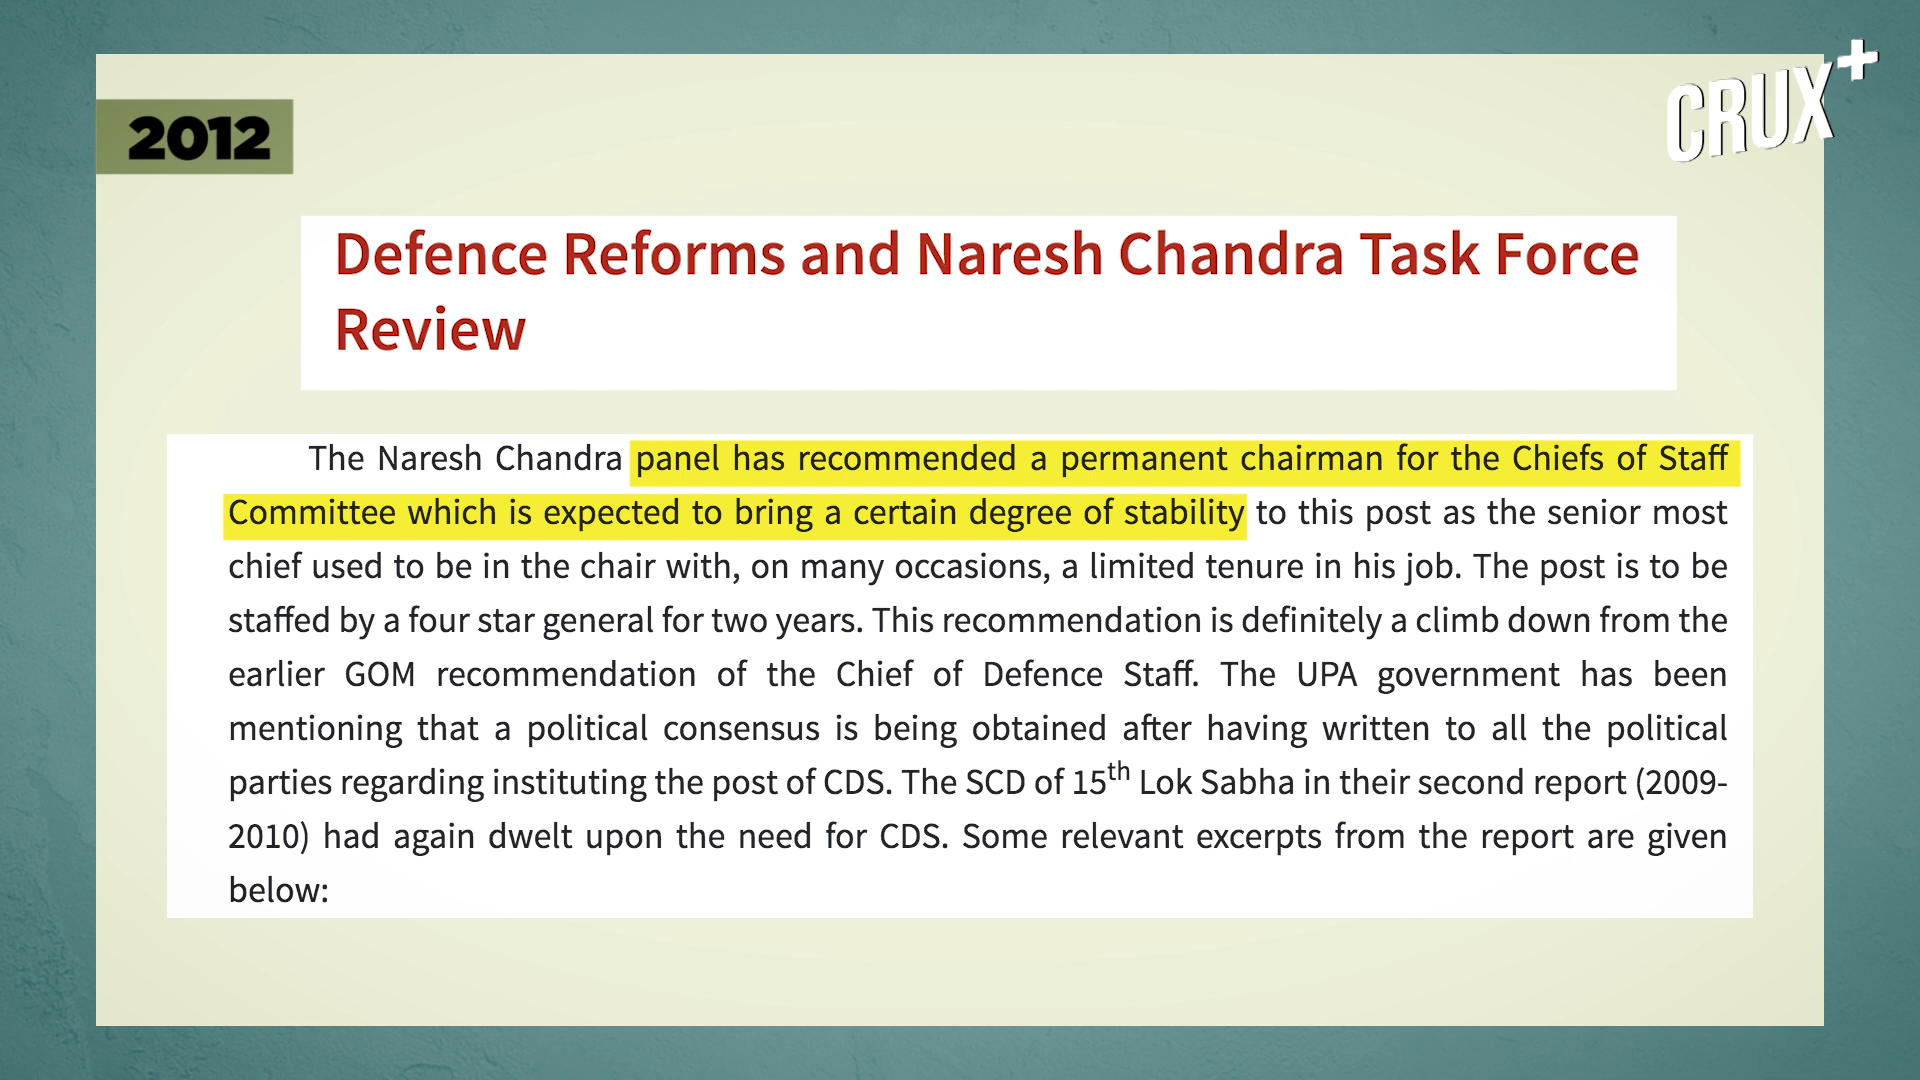 2012
CRUX+
Defence Reforms and Naresh Chandra Task Force
Review
The Naresh Chandra panel has recommended a permanent chairman for the Chiefs of Staff
Committee which is expected to bring a certain degree of stability to this post as the senior most
chief used to be in the chair with, on many occasions, a limited tenure in his job. The post is to be
staffed by a four star general for two years. This recommendation is definitely a climb down from the
earlier GOM recommendation of the Chief of Defence Staff. The UPA government has been
mentioning that a political consensus is being obtained after having written to all the political
parties regarding instituting the post of CDS. The SCD of 15th Lok Sabha in their second report (2009-
2010) had again dwelt upon the need for CDS. Some relevant excerpts from the report are given
below: